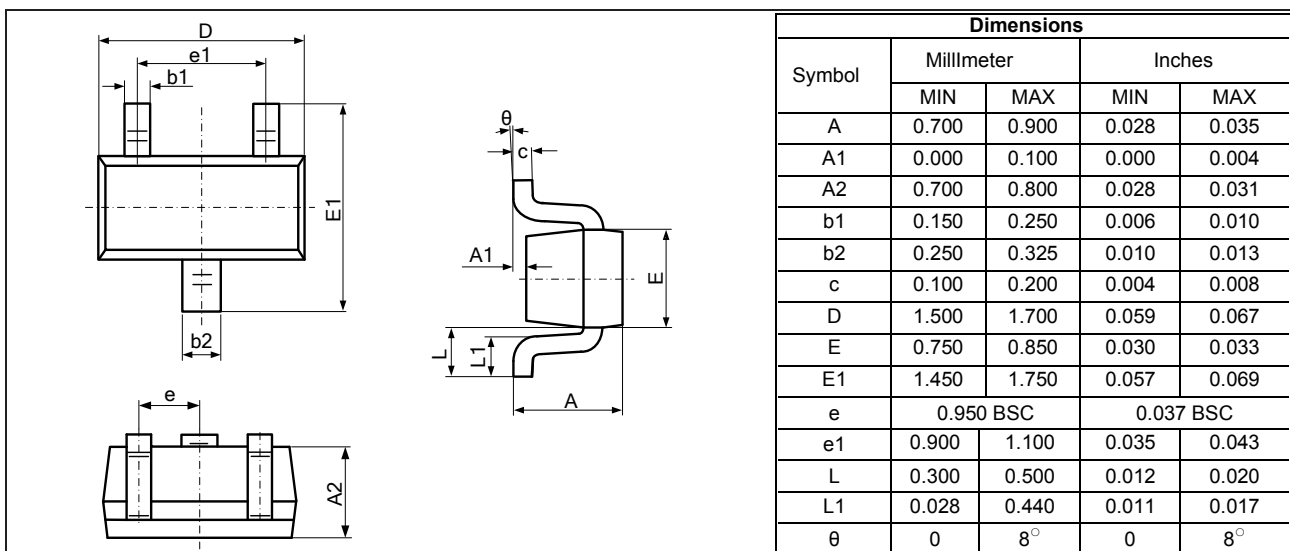 D
e1
b1
E1
b2
e
A2
θ
c
A1
E
L
L1
A
Dimensions
Symbol MillImeter Inches
MIN MAX MIN MAX
A 0.700 0.900 0.028 0.035
A1 0.000 0.100 0.000 0.004
A2 0.700 0.800 0.028 0.031
b1 0.150 0.250 0.006 0.010
b2 0.250 0.325 0.010 0.013
c 0.100 0.200 0.004 0.008
D 1.500 1.700 0.059 0.067
E 0.750 0.850 0.030 0.033
E1 1.450 1.750 0.057 0.069
e 0.950 BSC 0.037 BSC
e1 0.900 1.100 0.035 0.043
L 0.300 0.500 0.012 0.020
L1 0.028 0.440 0.011 0.017
θ 0 8° 0 8°